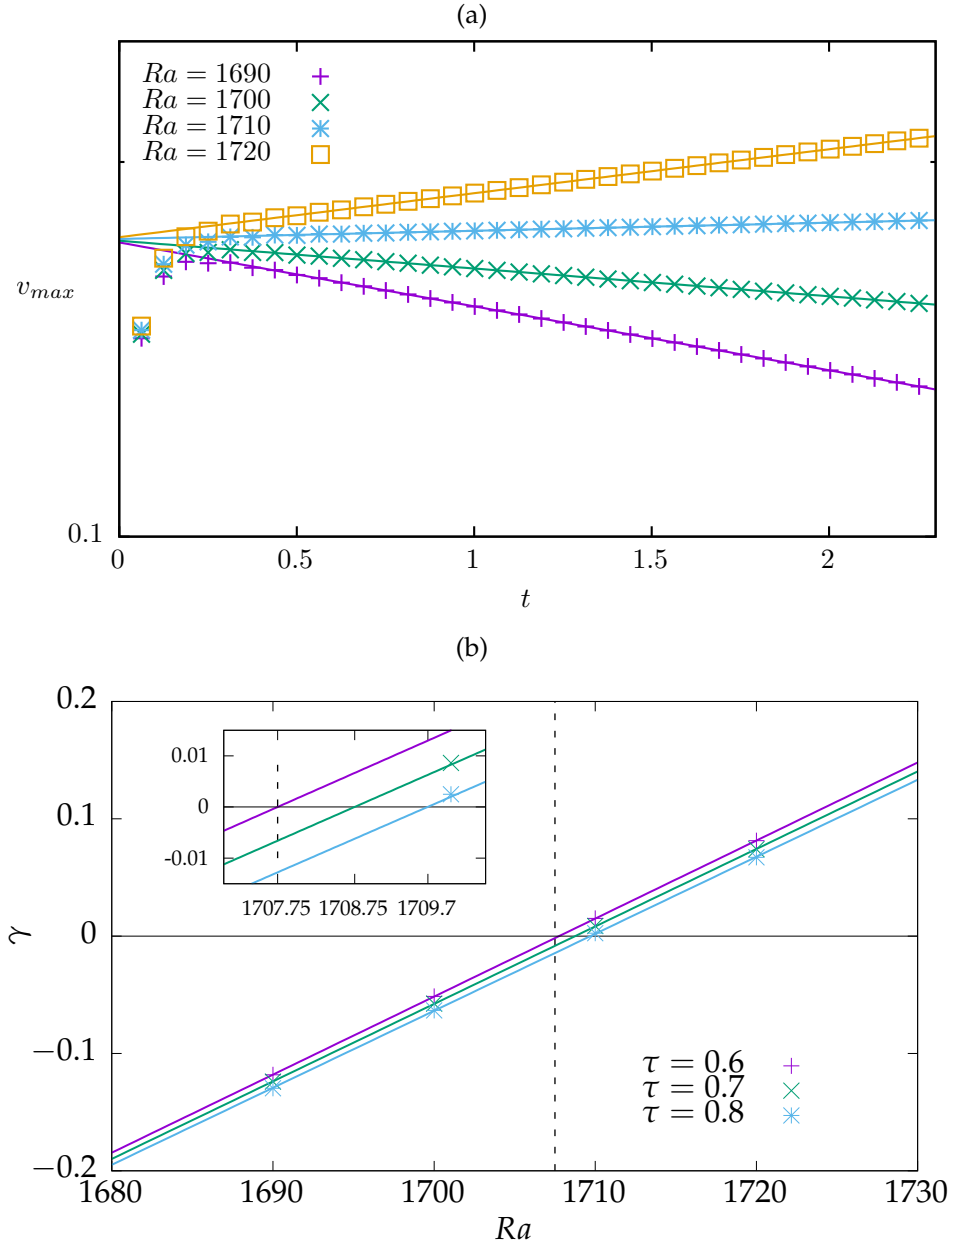 (a)
Ra = 1690
Ra = 1700
Ra = 1710
Ra = 1720
v_{max}
0.1
0 0.5 1 1.5 2
t
(b)
0.2
0.1
0
−0.1
−0.2
γ
0.01
0
-0.01
1707.75 1708.75 1709.7
τ = 0.6
τ = 0.7
τ = 0.8
1680 1690 1700 1710 1720 1730
Ra